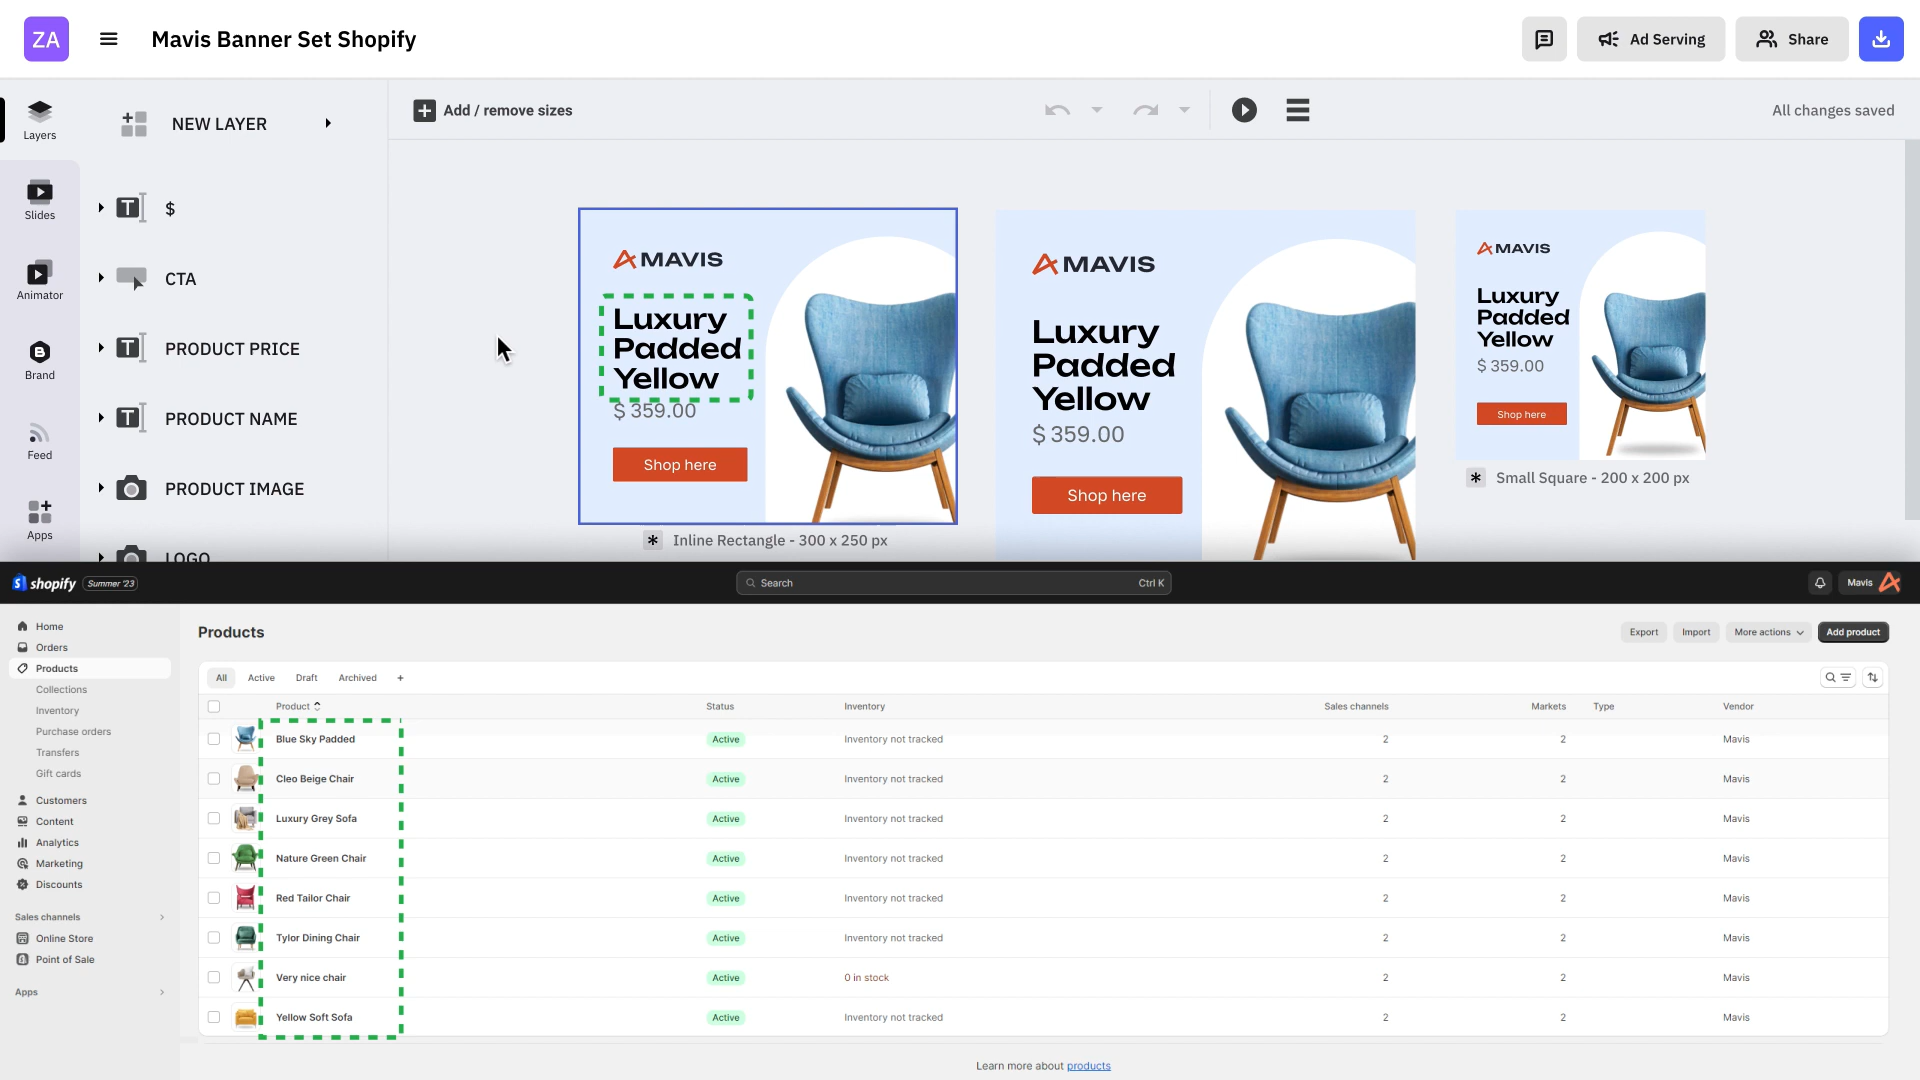 ZA
Mavis Banner Set Shopify
Ad Serving
Share
Layers
NEW LAYER
Add / remove sizes
All changes saved
Slides
$
Animator
CTA
Brand
PRODUCT PRICE
Feed
PRODUCT NAME
Apps
PRODUCT IMAGE
LOGO
MAVIS
Luxury
Padded
Yellow
$ 359.00
Shop here
Inline Rectangle - 300 x 250 px
MAVIS
Luxury
Padded
Yellow
$ 359.00
Shop here
MAVIS
Luxury
Padded
Yellow
$ 359.00
Shop here
Small Square - 200 x 200 px
shopify
Summer '23
Search
Ctrl K
Mavis
Home
Orders
Products
Collections
Inventory
Purchase orders
Transfers
Gift cards
Customers
Content
Analytics
Marketing
Discounts
Sales channels
Online Store
Point of Sale
Apps
Products
Export
Import
More actions
Add product
All
Active
Draft
Archived
+
Product
Status
Inventory
Sales channels
Markets
Type
Vendor
Blue Sky Padded Active Inventory not tracked 2 2 Mavis
Cleo Beige Chair Active Inventory not tracked 2 2 Mavis
Luxury Grey Sofa Active Inventory not tracked 2 2 Mavis
Nature Green Chair Active Inventory not tracked 2 2 Mavis
Red Tailor Chair Active Inventory not tracked 2 2 Mavis
Tylor Dining Chair Active Inventory not tracked 2 2 Mavis
Very nice chair Active 0 in stock 2 2 Mavis
Yellow Soft Sofa Active Inventory not tracked 2 2 Mavis
Learn more about products